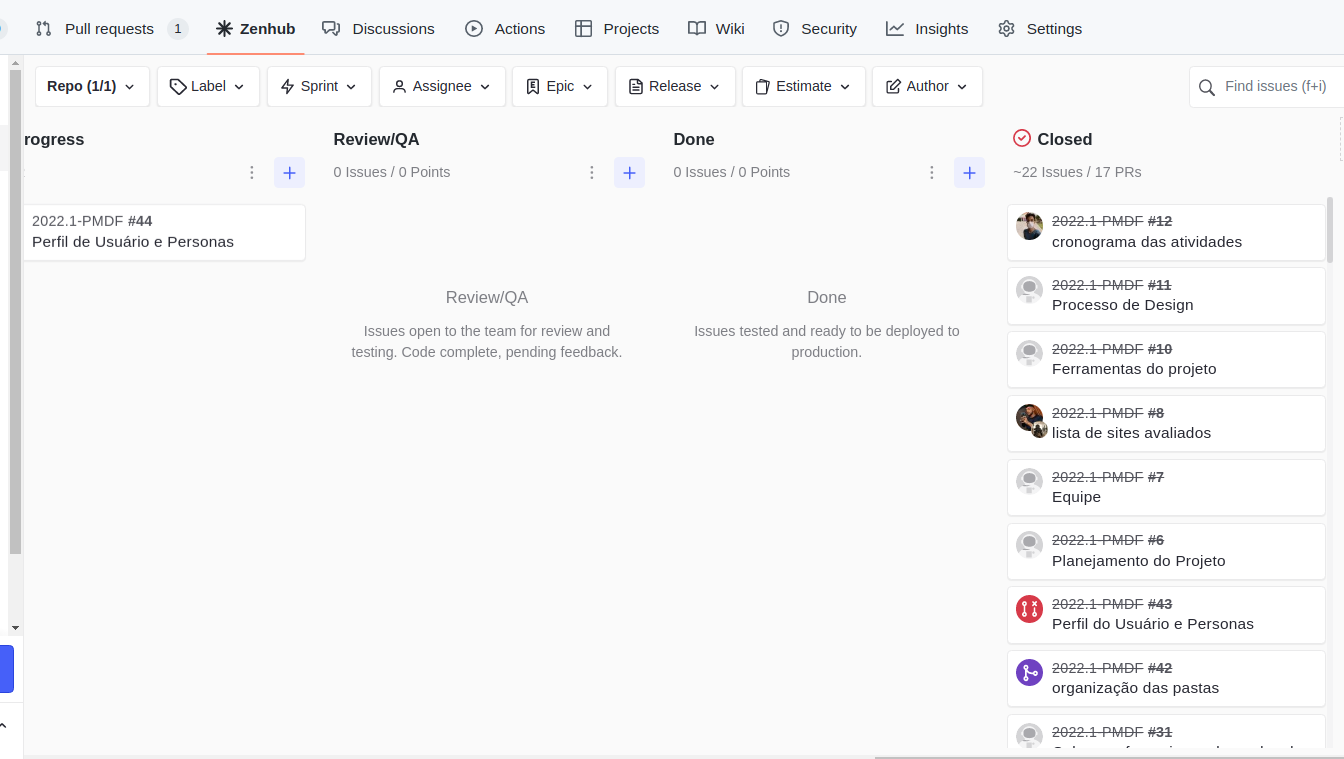 Pull requests 1 Zenhub Discussions Actions Projects Wiki Security Insights Settings
Repo (1/1) Label Sprint Assignee Epic Release Estimate Author Find issues (f+i)
rogress
2022.1-PMDF #44
Perfil de Usuário e Personas
Review/QA
0 Issues / 0 Points
Review/QA
Issues open to the team for review and
testing. Code complete, pending feedback.
Done
0 Issues / 0 Points
Done
Issues tested and ready to be deployed to
production.
Closed
~22 Issues / 17 PRs
2022.1-PMDF #12
cronograma das atividades
2022.1-PMDF #11
Processo de Design
2022.1-PMDF #10
Ferramentas do projeto
2022.1-PMDF #8
lista de sites avaliados
2022.1-PMDF #7
Equipe
2022.1-PMDF #6
Planejamento do Projeto
2022.1-PMDF #43
Perfil do Usuário e Personas
2022.1-PMDF #42
organização das pastas
2022.1-PMDF #31